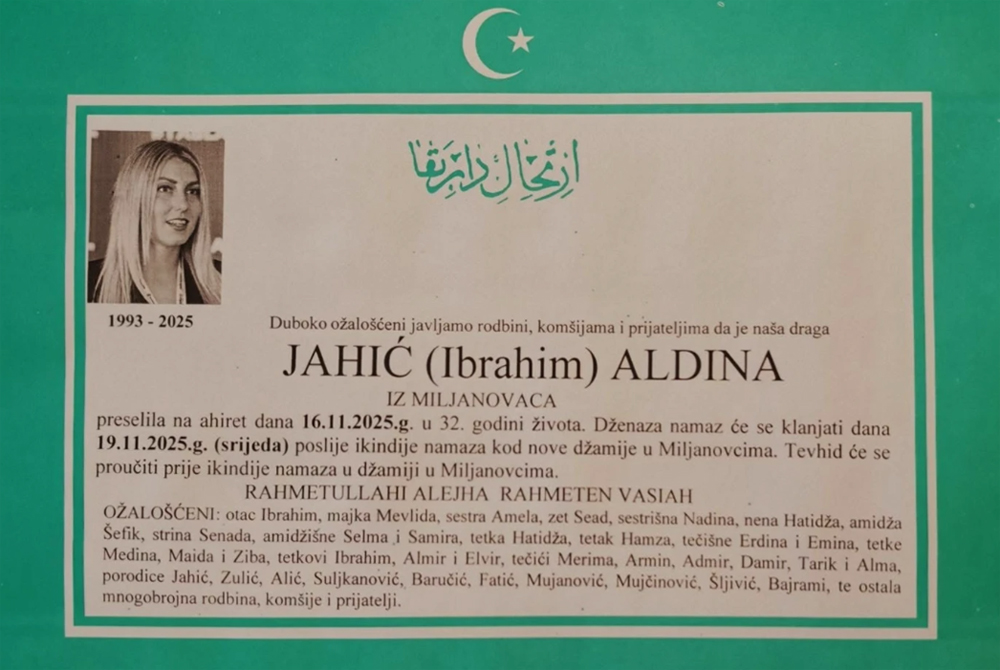 ارتحال دار بقا
1993 - 2025
Duboko ožalošćeni javljamo rodbini, komšijama i prijateljima da je naša draga
JAHIĆ (Ibrahim) ALDINA
IZ MILJANOVACA
preselila na ahiret dana 16.11.2025.g. u 32. godini života. Dženaza namaz će se klanjati dana
19.11.2025.g. (srijeda) poslije ikindije namaza kod nove džamije u Miljanovcima. Tevhid će se
proučiti prije ikindije namaza u džamiji u Miljanovcima.
RAHMETULLAHI ALEJHA RAHMETEN VASIAH
OŽALOŠĆENI: otac Ibrahim, majka Mevlida, sestra Amela, zet Sead, sestrišna Nadina, nena Hatidža, amidža
Šefik, strina Senada, amidžišne Selma i Samira, tetka Hatidža, tetak Hamza, tečišne Erdina i Emina, tetke
Medina, Maida i Ziba, tetkovi Ibrahim, Almir i Elvir, tečići Merima, Armin, Admir, Damir, Tarik i Alma,
porodice Jahić, Zulić, Alić, Suljkanović, Baručić, Fatić, Mujanović, Mujčinović, Šljivić, Bajrami, te ostala
mnogobrojna rodbina, komšije i prijatelji.